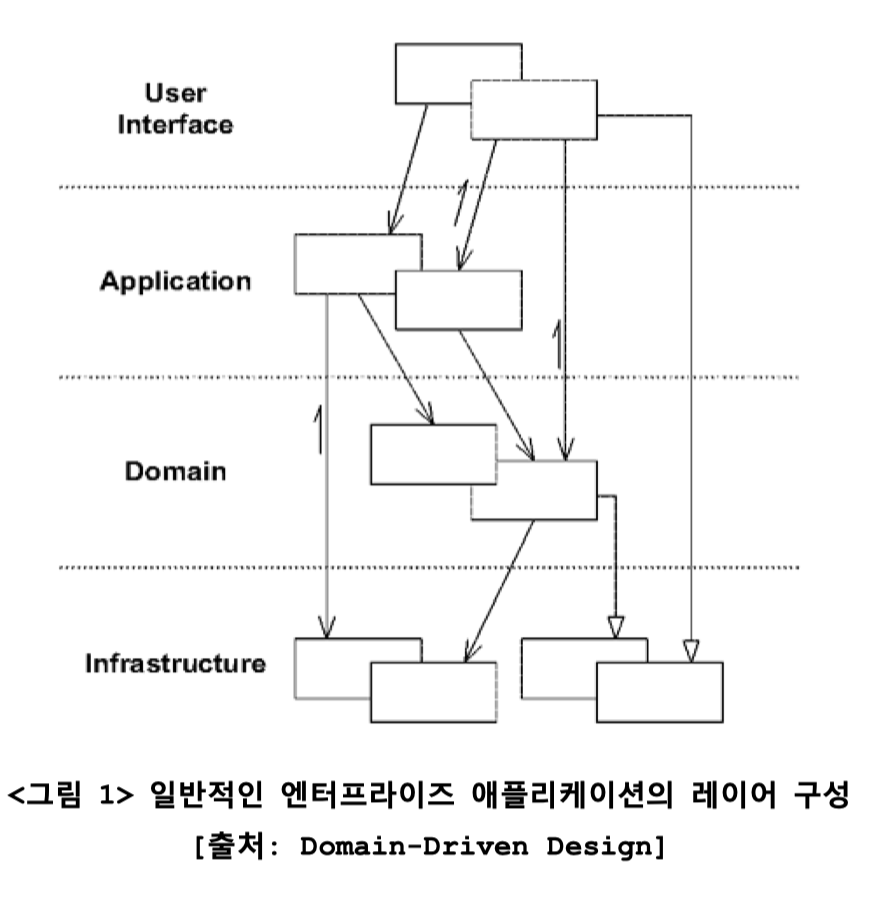 User
Interface
Application
Domain
Infrastructure
<그림 1> 일반적인 엔터프라이즈 애플리케이션의 레이어 구성
[출처: Domain-Driven Design]